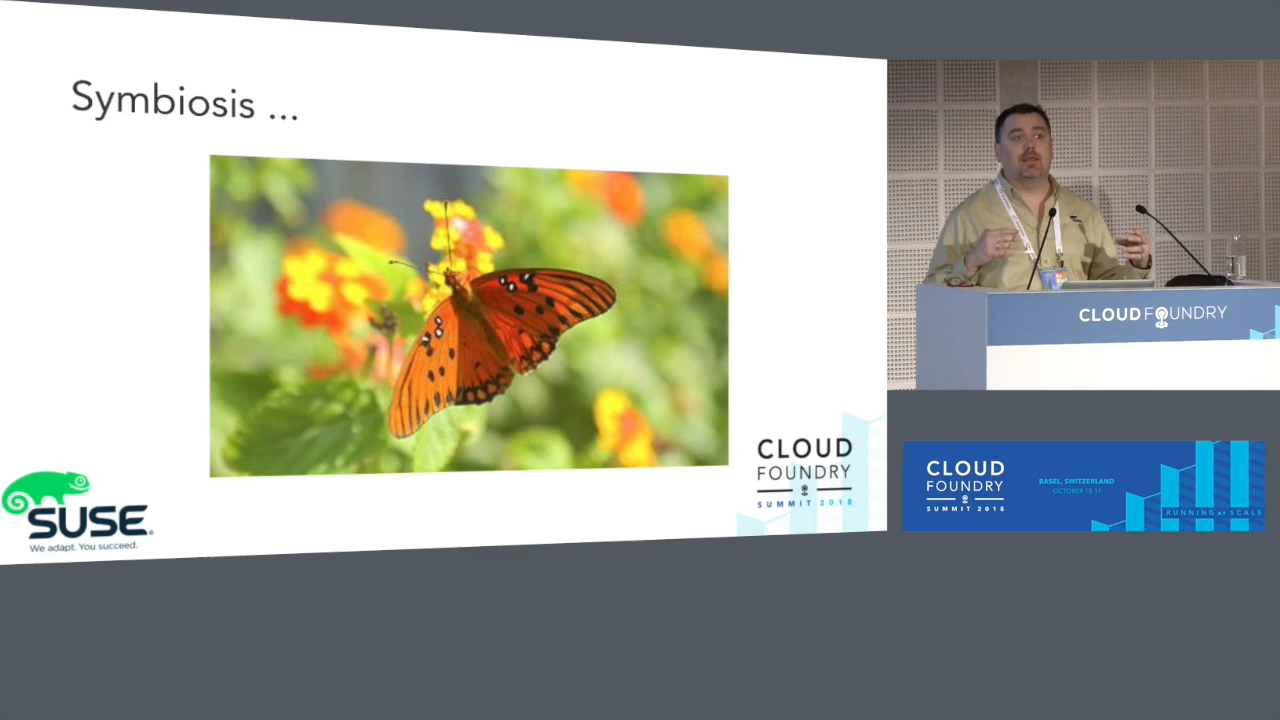 Symbiosis ...
SUSE
We adapt. You succeed.
CLOUD
FOUNDRY
SUMMIT 2018
CLOUD FOUNDRY
CLOUD
FOUNDRY
SUMMIT 2018
BASEL, SWITZERLAND
OCTOBER 10-11
RUNNING AT SCALE